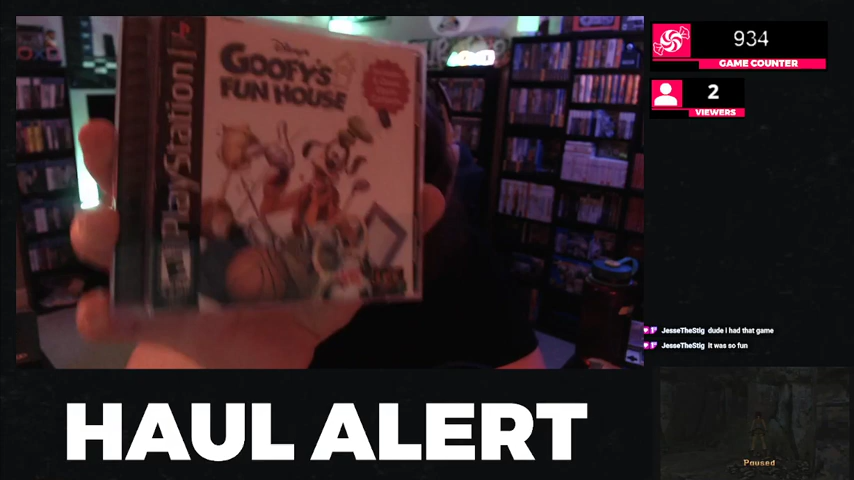 Disney's
GOOFY'S
FUN HOUSE
PlayStation
934
GAME COUNTER
2
VIEWERS
JesseTheStig dude i had that game
JesseTheStig it was so fun
HAUL ALERT
Paused